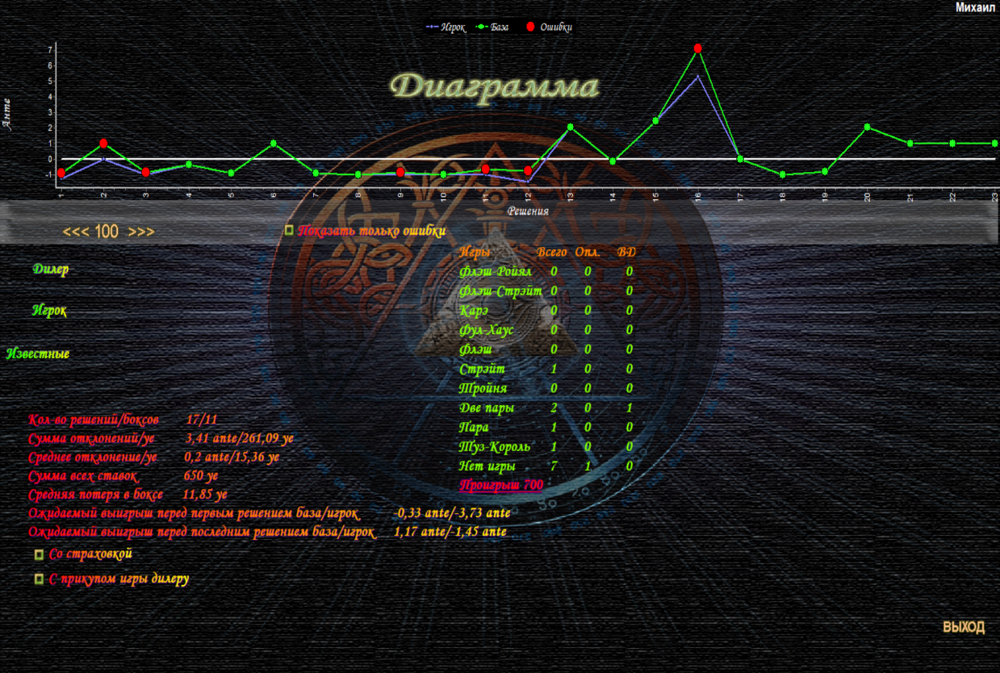 Михаил
Игрок База Ошибки
Диаграмма
Анте
7
6
5
4
3
2
1
0
-1
1 2 3 4 5 6 7 8 9 10 11 12 13 14 15 16 17 18 19 20 21 22 23
Решения
<<< 100 >>>
Показать только ошибки
Игры Всего Опл. ВD
Дилер
Флэш-Ройял 0 0 0
Флэш-Стрэйт 0 0 0
Игрок
Карэ 0 0 0
Фул-Хаус 0 0 0
Известные
Флэш 0 0 0
Стрэйт 1 0 0
Тройня 0 0 0
Две пары 2 0 1
Пара 1 0 0
Туз-Король 1 0 0
Нет игры 7 1 0
Проигрыш 700
Кол-во решений/боксов 17/11
Сумма отклонений/уе 3,41 ante/261,09 уе
Среднее отклонение/уе 0,2 ante/15,36 уе
Сумма всех ставок 650 уе
Средняя потеря в боксе 11,85 уе
Ожидаемый выигрыш перед первым решением база/игрок -0,33 ante/-3,73 ante
Ожидаемый выигрыш перед последним решением база/игрок 1,17 ante/-1,45 ante
Со страховкой
С прикупом игры дилеру
ВЫХОД